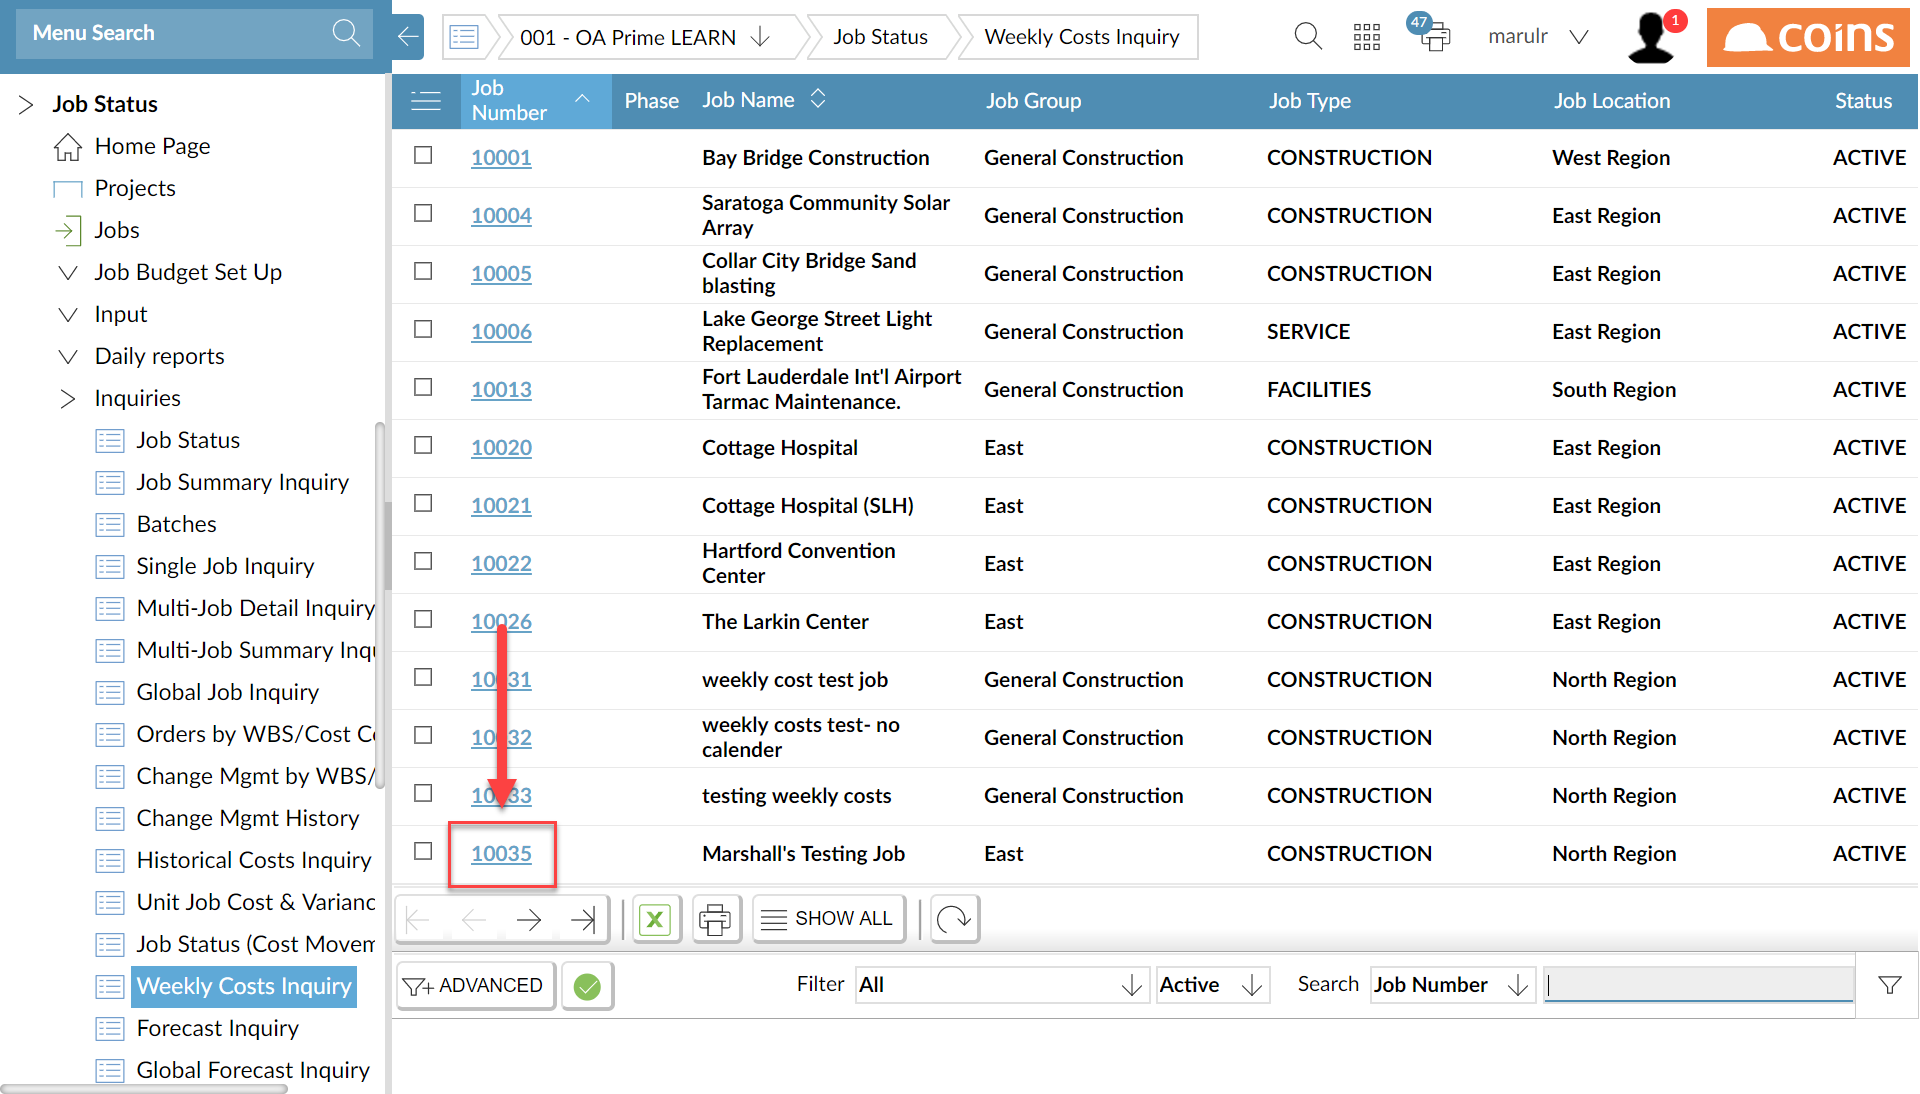 Menu Search
001 - OA Prime LEARN
Job Status
Weekly Costs Inquiry
47
marulr
1
coins
Job Status
Home Page
Projects
Jobs
Job Budget Set Up
Input
Daily reports
Inquiries
Job Status
Job Summary Inquiry
Batches
Single Job Inquiry
Multi-Job Detail Inquiry
Multi-Job Summary Inq
Global Job Inquiry
Orders by WBS/Cost C
Change Mgmt by WBS/
Change Mgmt History
Historical Costs Inquiry
Unit Job Cost & Varianc
Job Status (Cost Movem
Weekly Costs Inquiry
Forecast Inquiry
Global Forecast Inquiry
Job Number Phase Job Name Job Group Job Type Job Location Status
10001 Bay Bridge Construction General Construction CONSTRUCTION West Region ACTIVE
10004 Saratoga Community Solar Array General Construction CONSTRUCTION East Region ACTIVE
10005 Collar City Bridge Sand blasting General Construction CONSTRUCTION East Region ACTIVE
10006 Lake George Street Light Replacement General Construction SERVICE East Region ACTIVE
10013 Fort Lauderdale Int'l Airport Tarmac Maintenance. General Construction FACILITIES South Region ACTIVE
10020 Cottage Hospital East CONSTRUCTION East Region ACTIVE
10021 Cottage Hospital (SLH) East CONSTRUCTION East Region ACTIVE
10022 Hartford Convention Center East CONSTRUCTION East Region ACTIVE
10026 The Larkin Center East CONSTRUCTION East Region ACTIVE
10031 weekly cost test job General Construction CONSTRUCTION North Region ACTIVE
10032 weekly costs test- no calender General Construction CONSTRUCTION North Region ACTIVE
10033 testing weekly costs General Construction CONSTRUCTION North Region ACTIVE
10035 Marshall's Testing Job East CONSTRUCTION North Region ACTIVE
SHOW ALL
ADVANCED Filter All Active Search Job Number